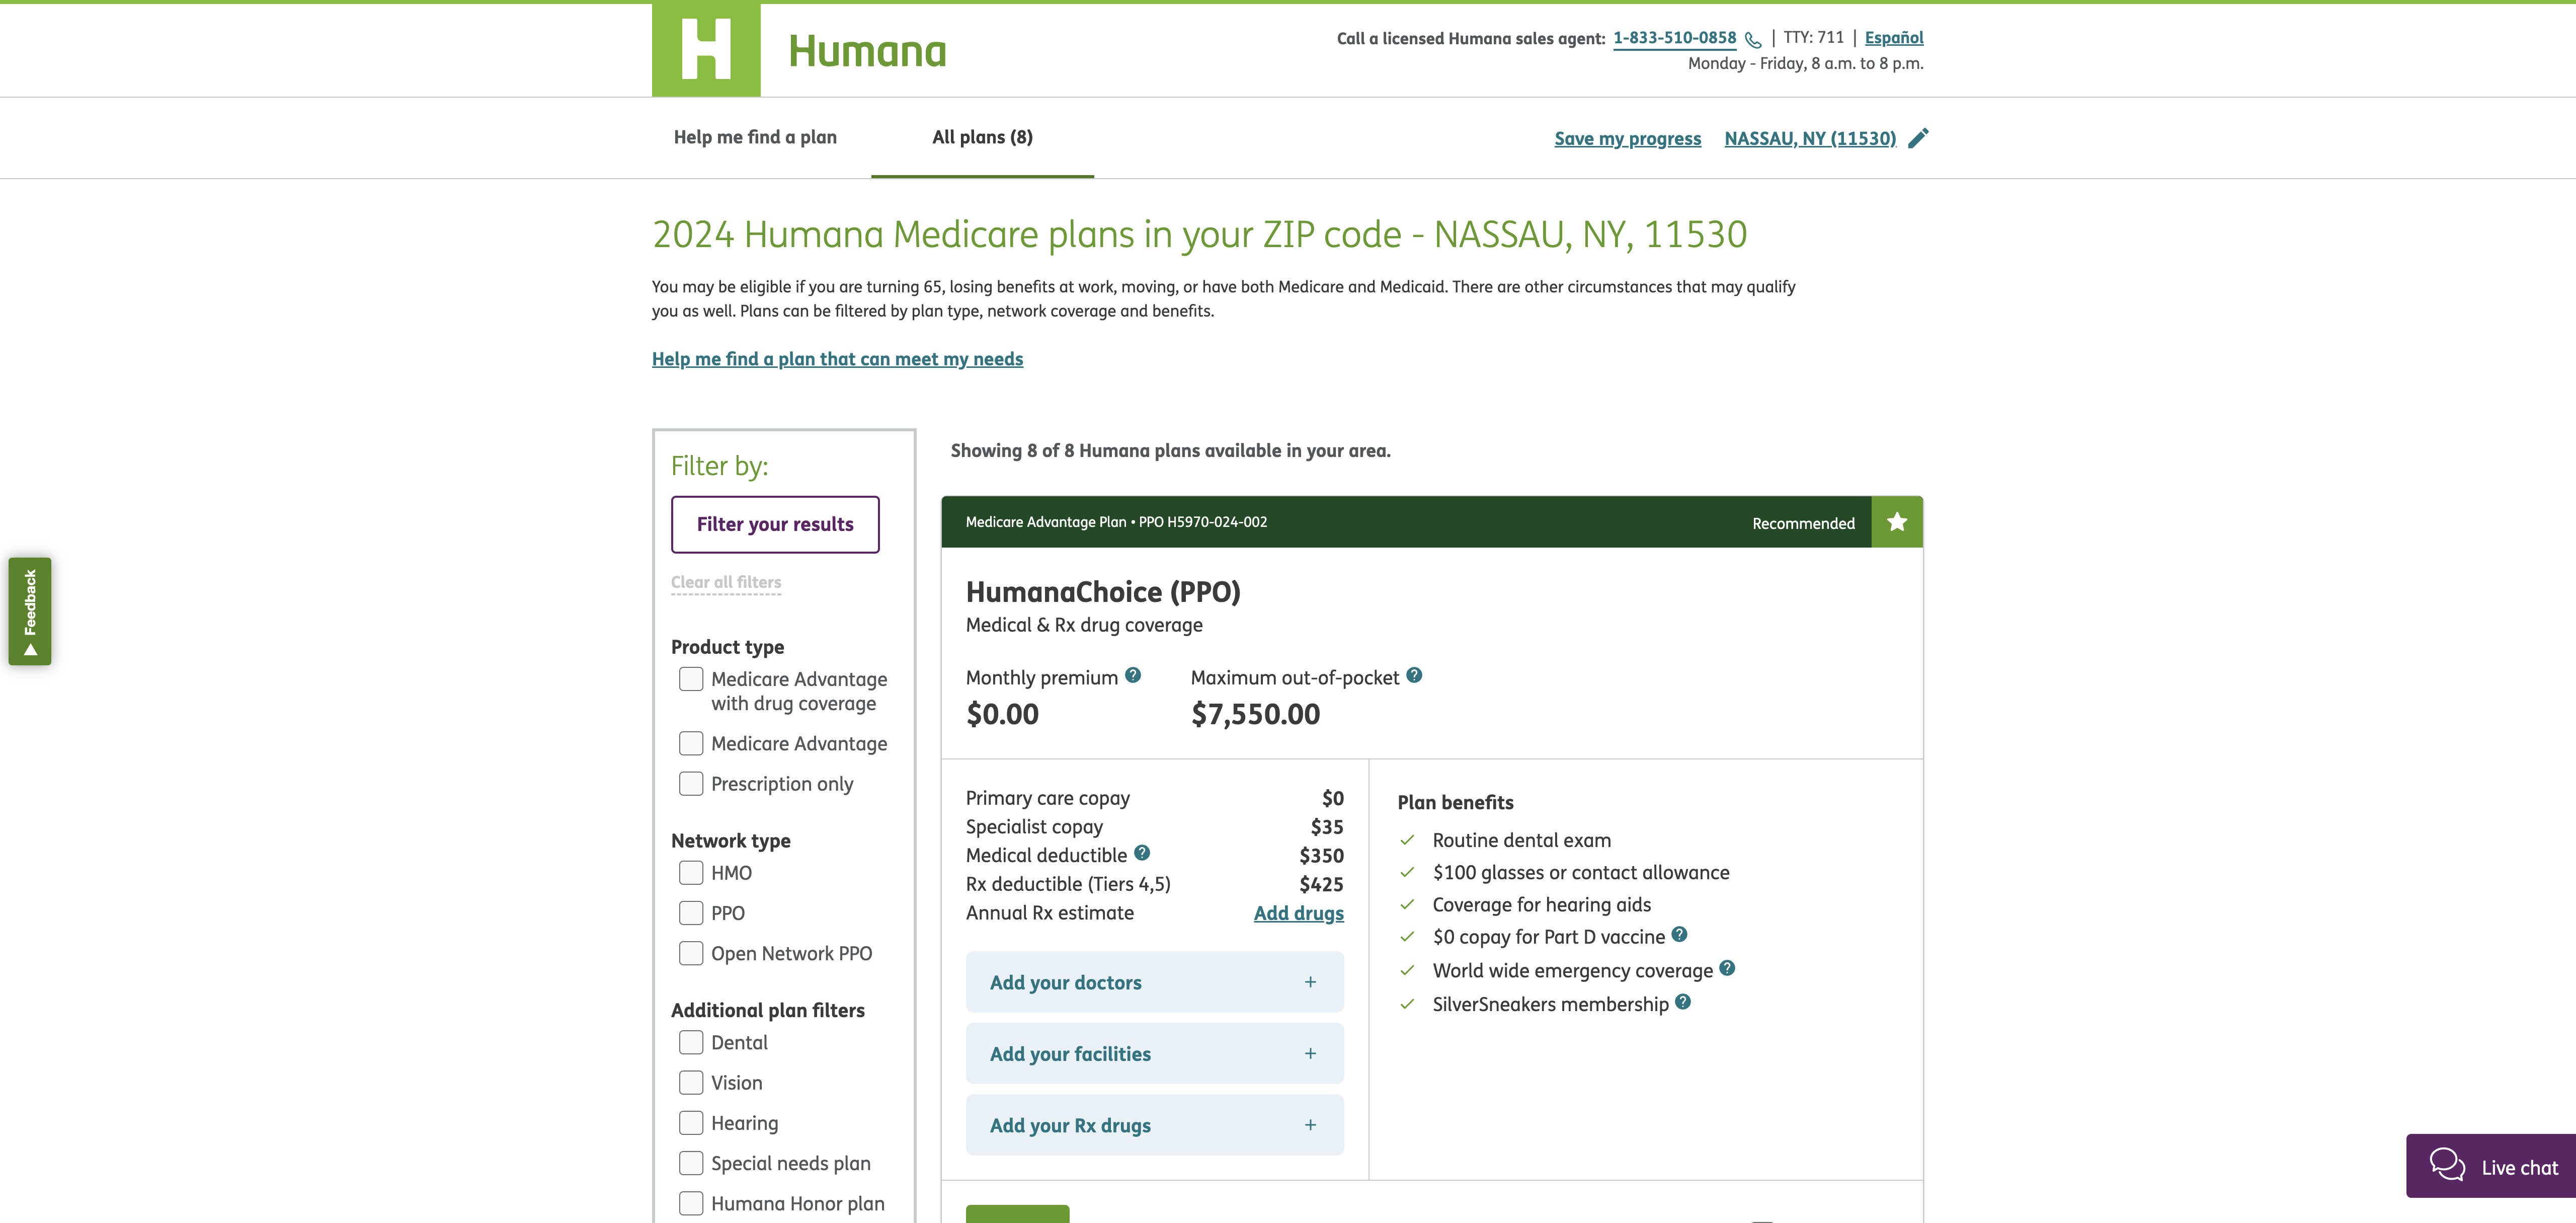 H Humana
Call a licensed Humana sales agent: 1-833-510-0858 | TTY: 711 | Español
Monday - Friday, 8 a.m. to 8 p.m.
Help me find a plan
All plans (8)
Save my progress
NASSAU, NY (11530)
2024 Humana Medicare plans in your ZIP code - NASSAU, NY, 11530
You may be eligible if you are turning 65, losing benefits at work, moving, or have both Medicare and Medicaid. There are other circumstances that may qualify
you as well. Plans can be filtered by plan type, network coverage and benefits.
Help me find a plan that can meet my needs
Filter by:
Filter your results
Clear all filters
Product type
Medicare Advantage
with drug coverage
Medicare Advantage
Prescription only
Network type
HMO
PPO
Open Network PPO
Additional plan filters
Dental
Vision
Hearing
Special needs plan
Humana Honor plan
Showing 8 of 8 Humana plans available in your area.
Medicare Advantage Plan • PPO H5970-024-002
Recommended
HumanaChoice (PPO)
Medical & Rx drug coverage
Monthly premium ?
$0.00
Maximum out-of-pocket ?
$7,550.00
Primary care copay $0
Specialist copay $35
Medical deductible ? $350
Rx deductible (Tiers 4,5) $425
Annual Rx estimate Add drugs
Add your doctors +
Add your facilities +
Add your Rx drugs +
Plan benefits
Routine dental exam
$100 glasses or contact allowance
Coverage for hearing aids
$0 copay for Part D vaccine ?
World wide emergency coverage ?
SilverSneakers membership ?
Feedback
Live chat